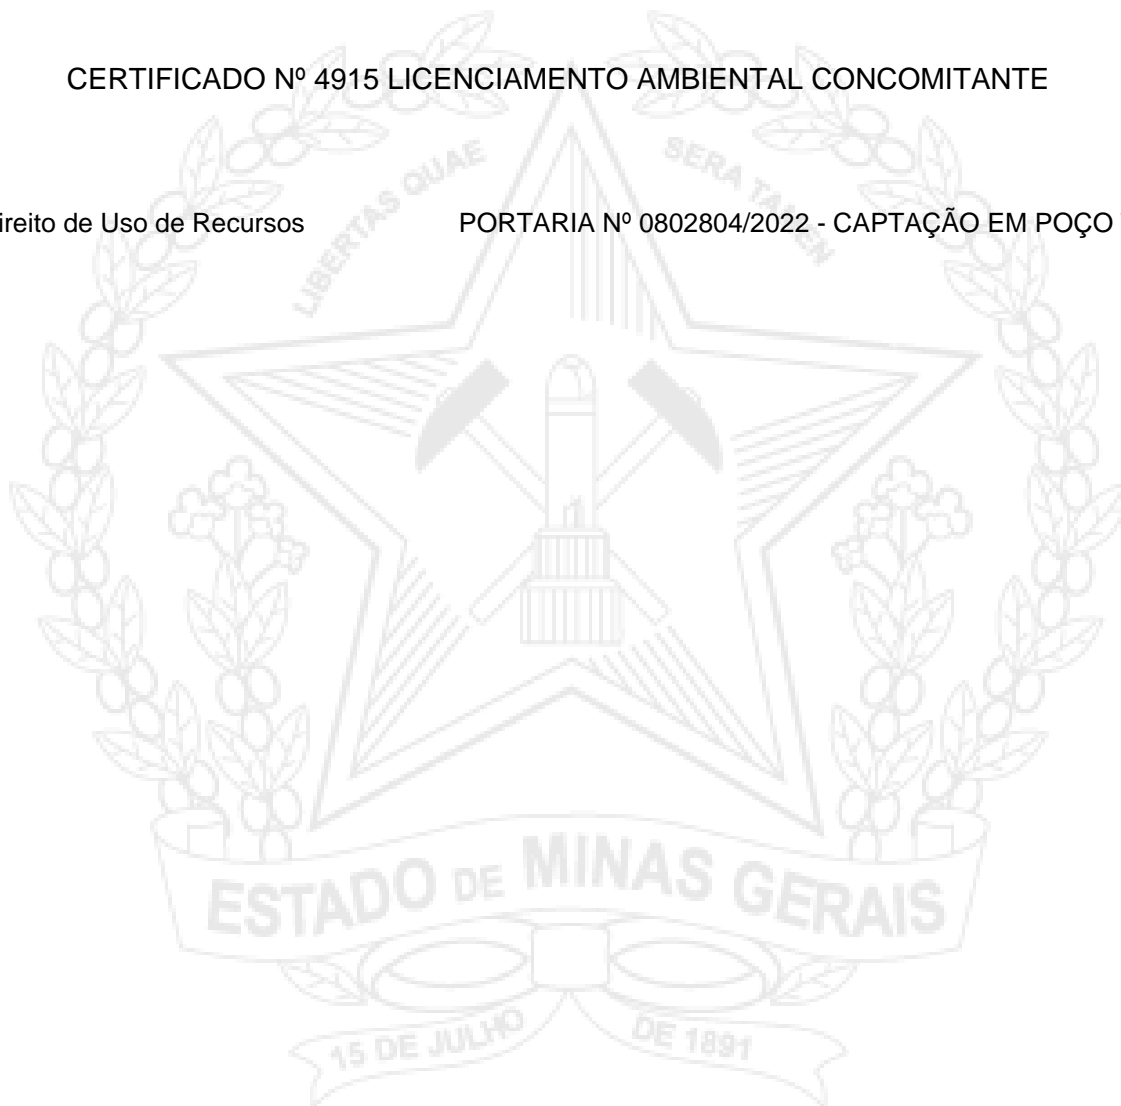 CERTIFICADO Nº 4915 LICENCIAMENTO AMBIENTAL CONCOMITANTE
LIBERTAS QUAE SERA TAMEN
ireito de Uso de Recursos PORTARIA Nº 0802804/2022 - CAPTAÇÃO EM POÇO
ESTADO DE MINAS GERAIS
15 DE JULHO DE 1891